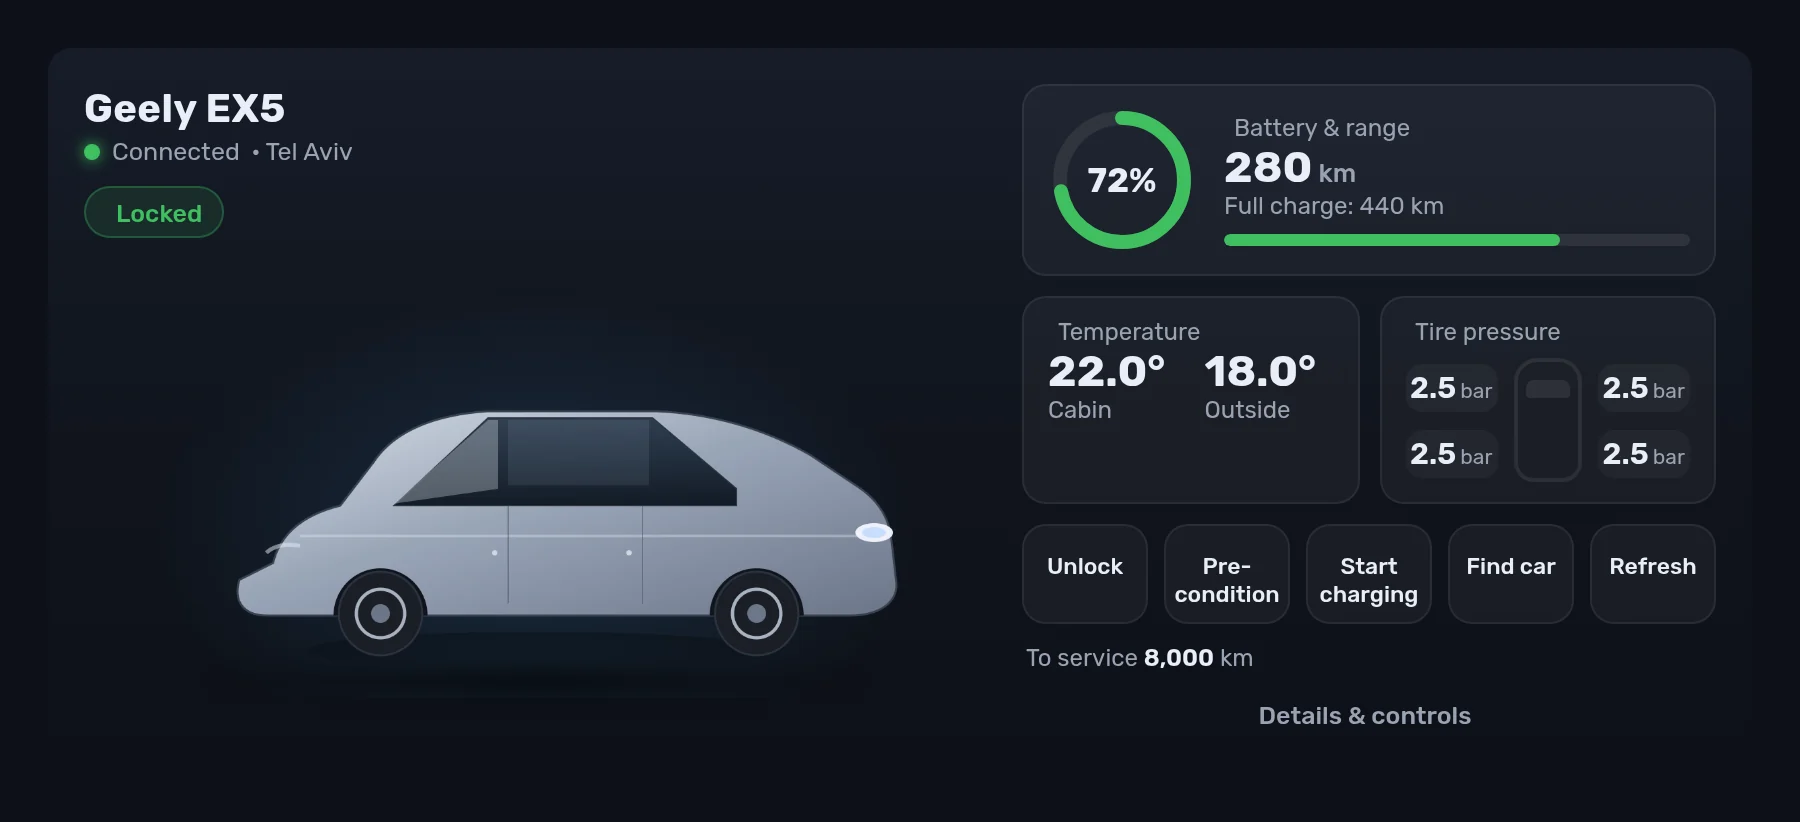 Geely EX5
Connected • Tel Aviv
Locked
72%
Battery & range
280 km
Full charge: 440 km
Temperature
22.0° 18.0°
Cabin Outside
Tire pressure
2.5 bar 2.5 bar
2.5 bar 2.5 bar
Unlock
Pre-
condition
Start
charging
Find car
Refresh
To service 8,000 km
Details & controls